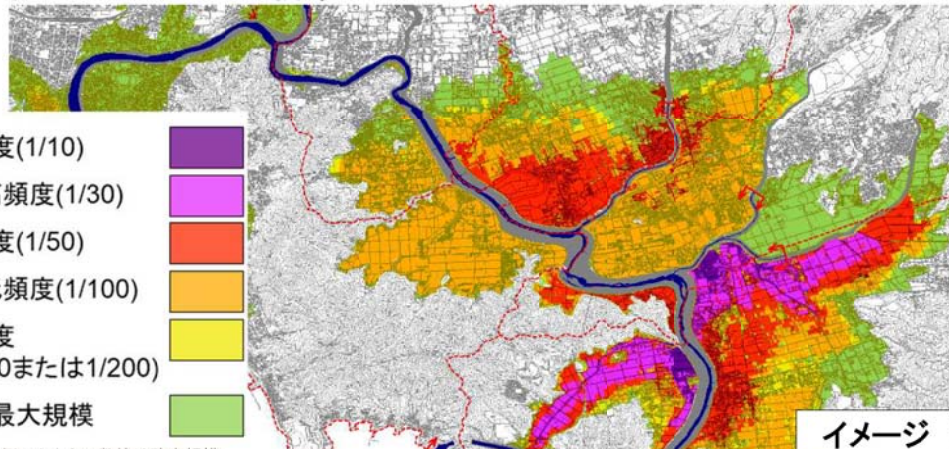 度(1/10)
頻度(1/30)
度(1/50)
頻度(1/100)
度
0または1/200)
最大規模
イメージ